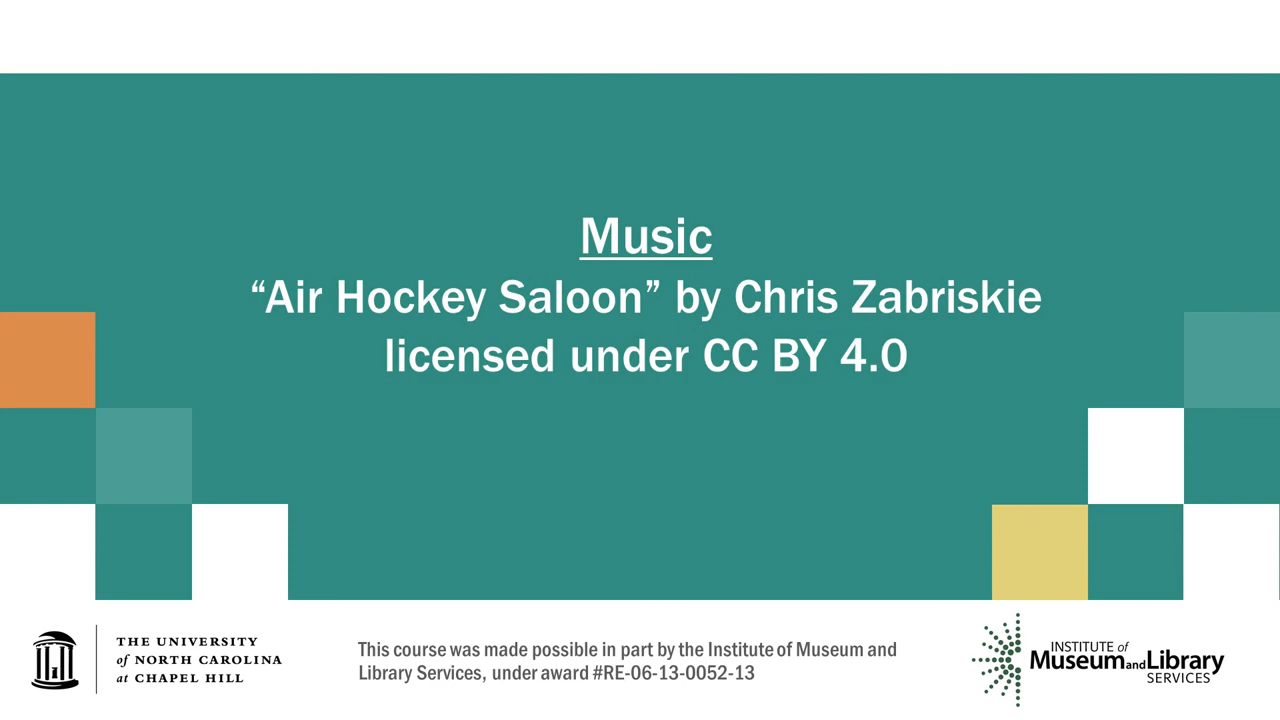 Music
“Air Hockey Saloon” by Chris Zabriskie
licensed under CC BY 4.0
THE UNIVERSITY
of NORTH CAROLINA
at CHAPEL HILL
This course was made possible in part by the Institute of Museum and
Library Services, under award #RE-06-13-0052-13
INSTITUTE of
Museum and Library
SERVICES